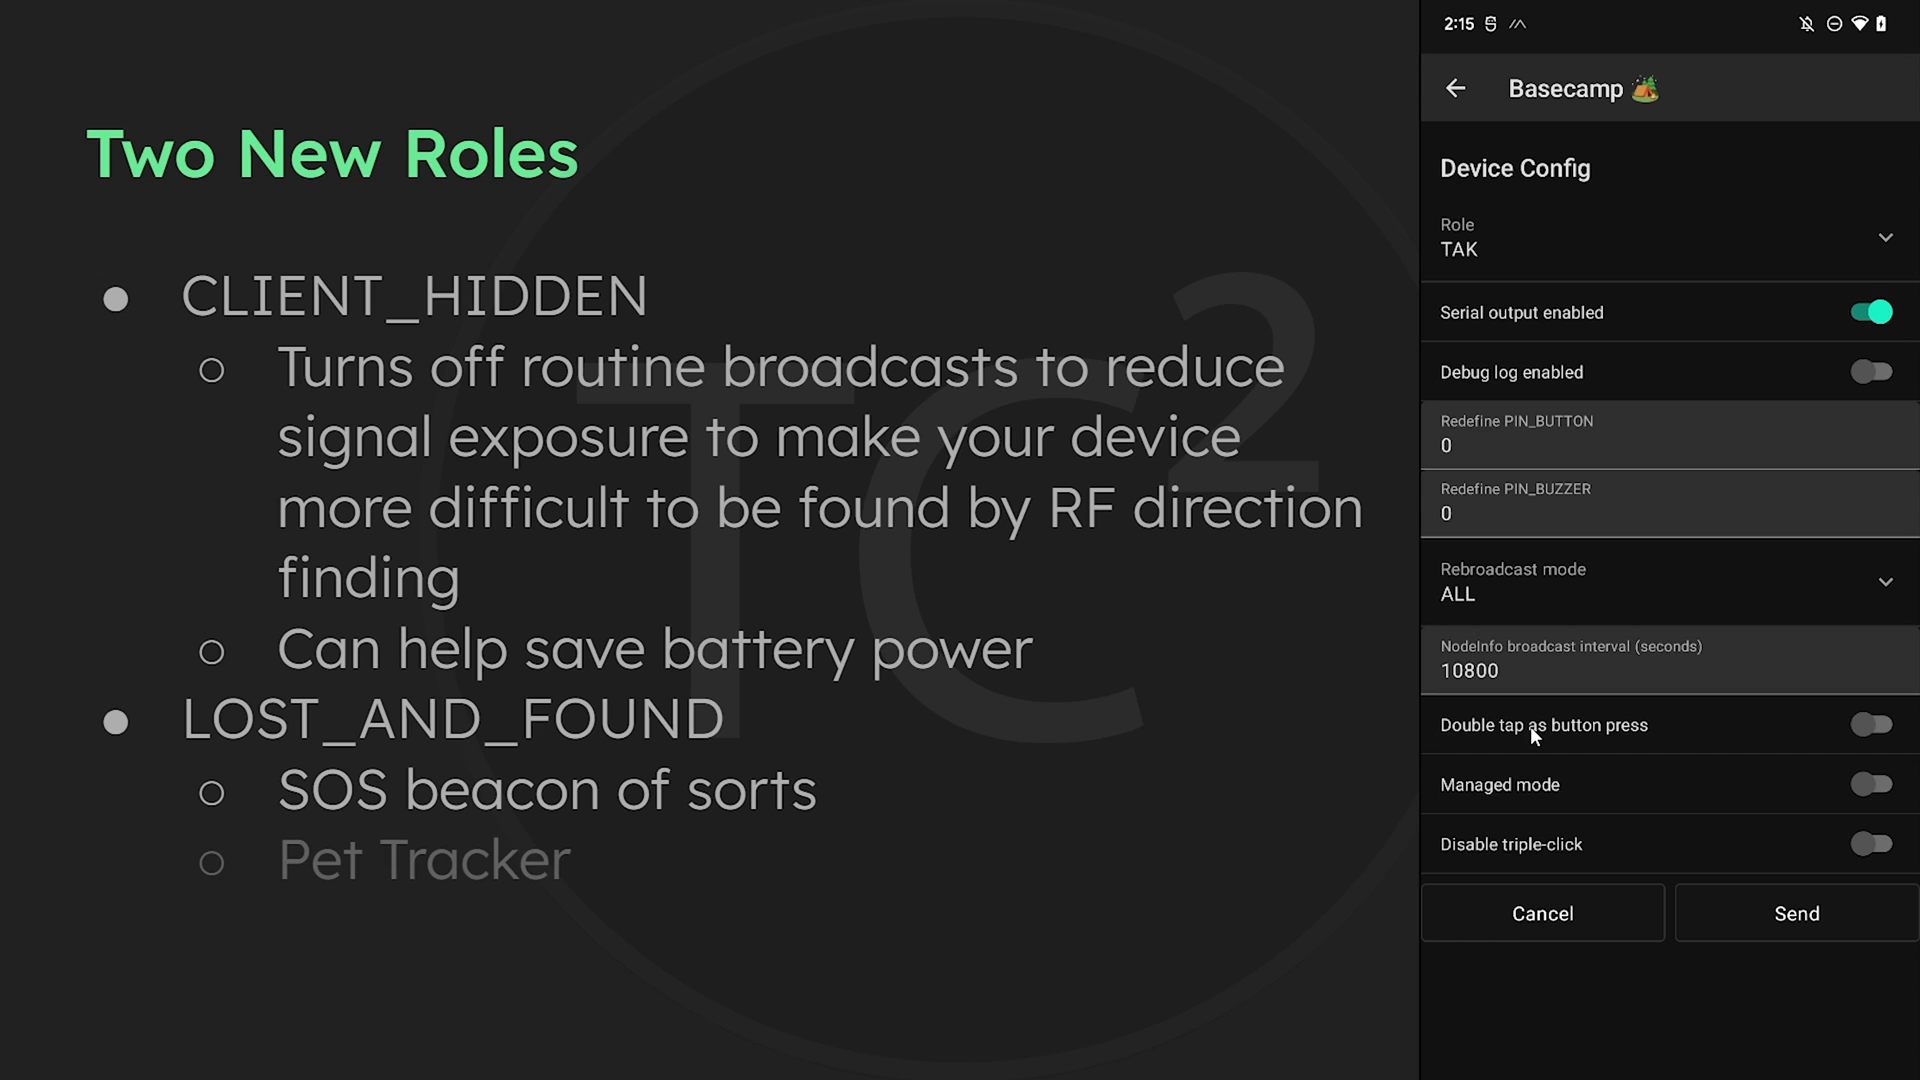 Two New Roles
● CLIENT_HIDDEN
○ Turns off routine broadcasts to reduce
signal exposure to make your device
more difficult to be found by RF direction
finding
○ Can help save battery power
● LOST_AND_FOUND
○ SOS beacon of sorts
○ Pet Tracker
TC2
2:15
Basecamp 🏕️
Device Config
Role
TAK
Serial output enabled
Debug log enabled
Redefine PIN_BUTTON
0
Redefine PIN_BUZZER
0
Rebroadcast mode
ALL
NodeInfo broadcast interval (seconds)
10800
Double tap as button press
Managed mode
Disable triple-click
Cancel
Send